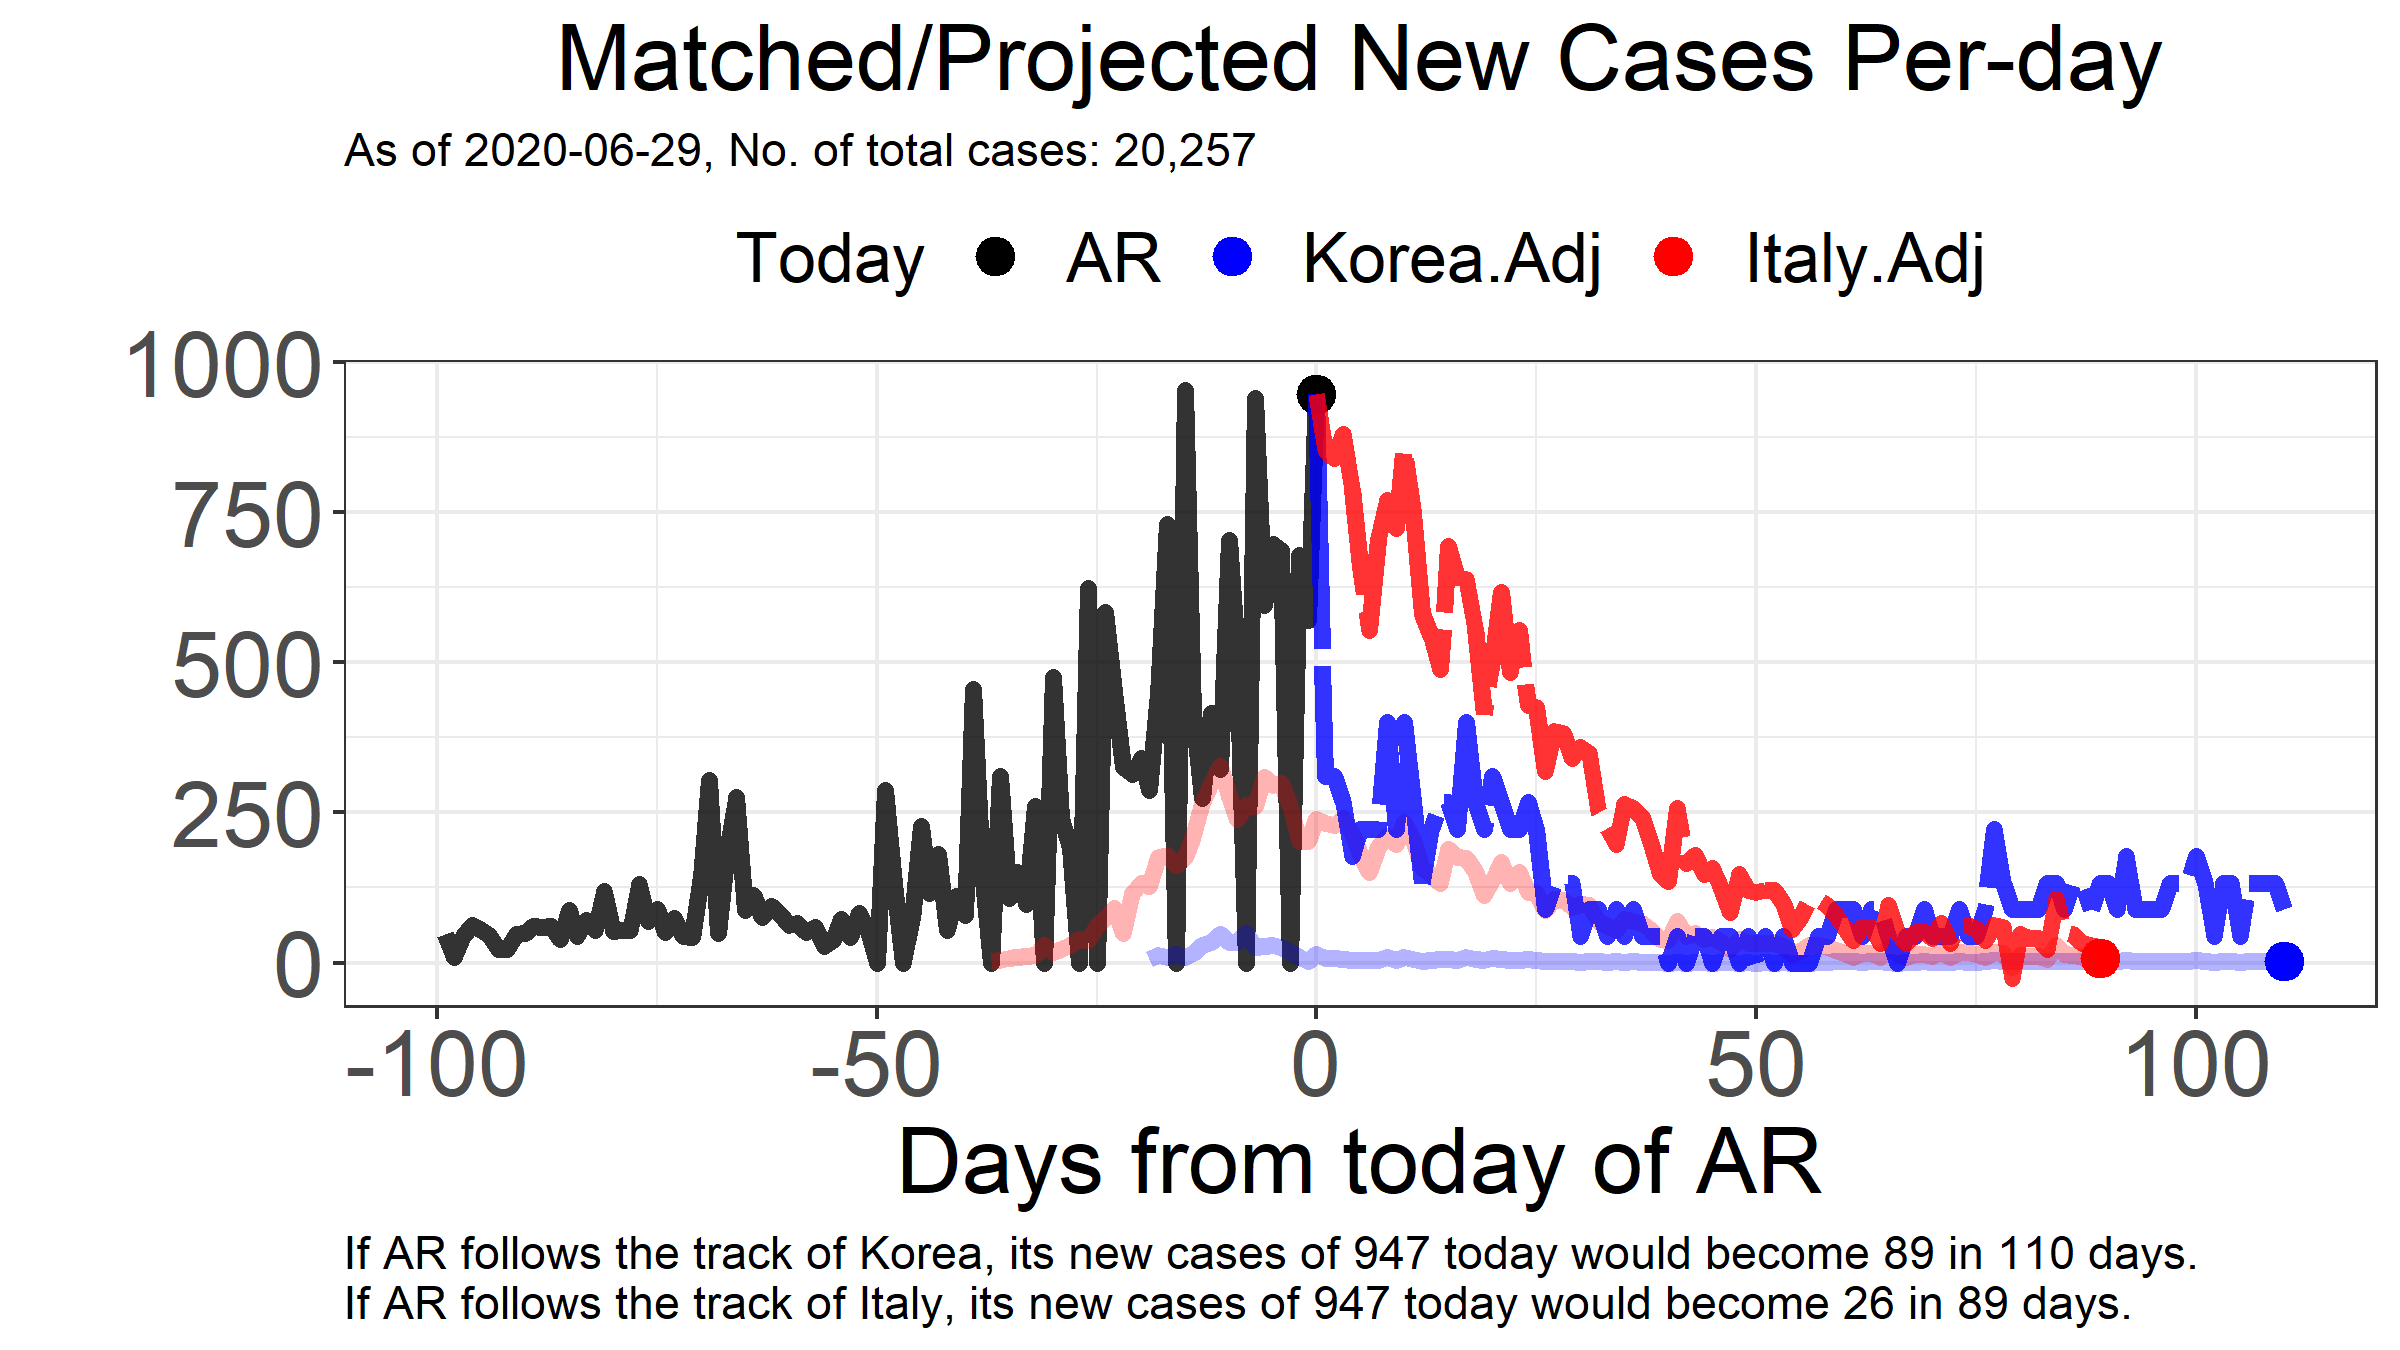 Matched/Projected New Cases Per-day
As of 2020-06-29, No. of total cases: 20,257
Today AR Korea.Adj Italy.Adj
1000
750
500
250
0
-100 -50 0 50 100
Days from today of AR
If AR follows the track of Korea, its new cases of 947 today would become 89 in 110 days.
If AR follows the track of Italy, its new cases of 947 today would become 26 in 89 days.